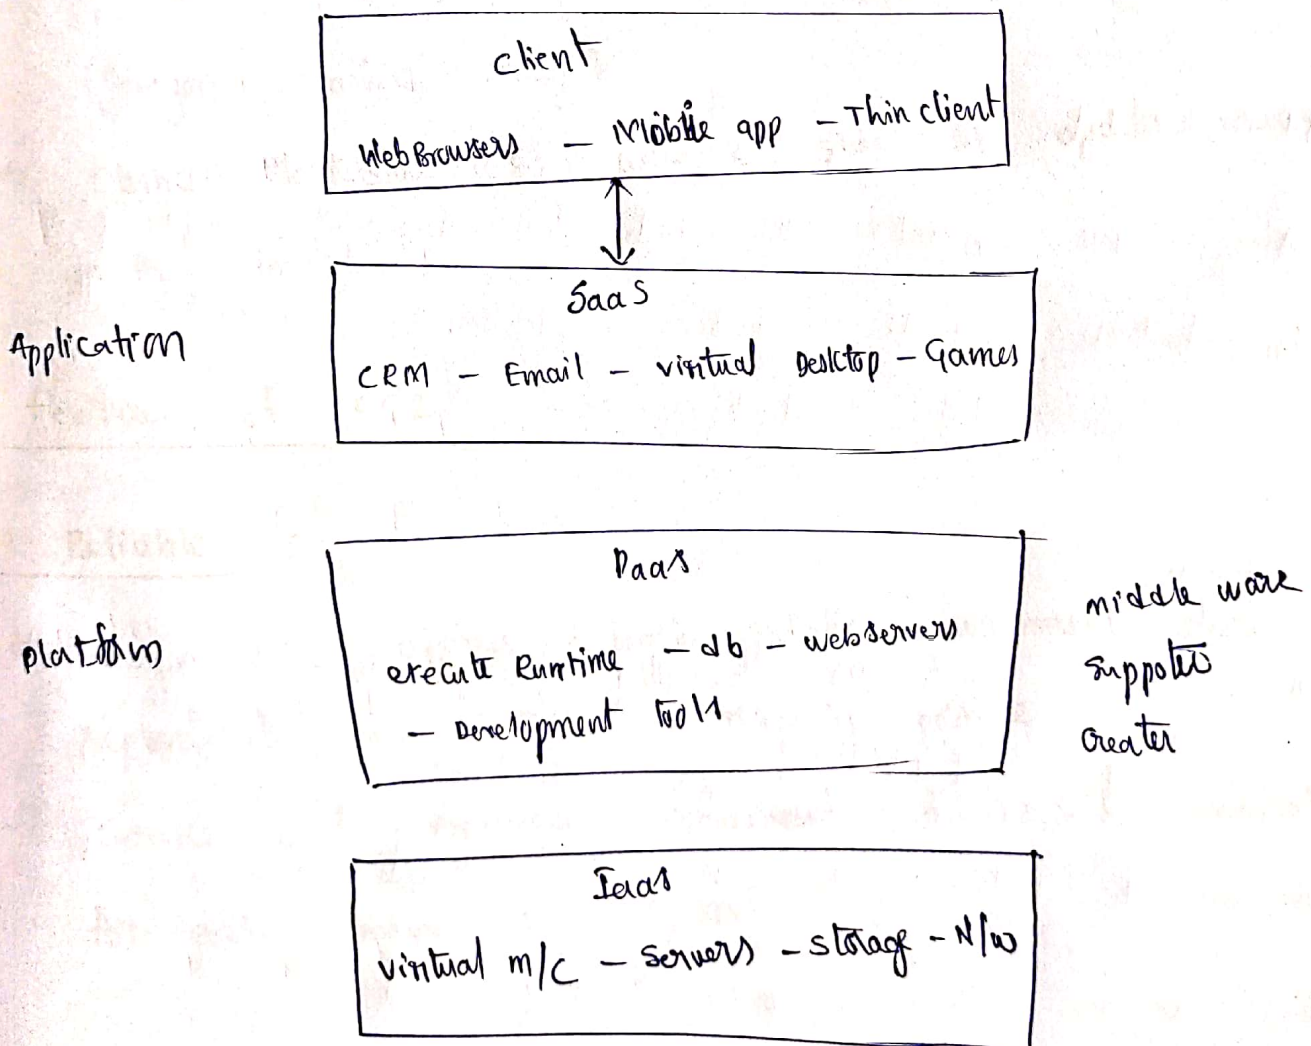 Client
Web Browsers – Mobile app – Thin client
SaaS
Application
CRM – Email – virtual Desktop – Games
PaaS
middle ware
platform
execute Runtime – db – webservers
suppoter
– Development tools
creater
IaaS
virtual m/c – servers – storage – N/w